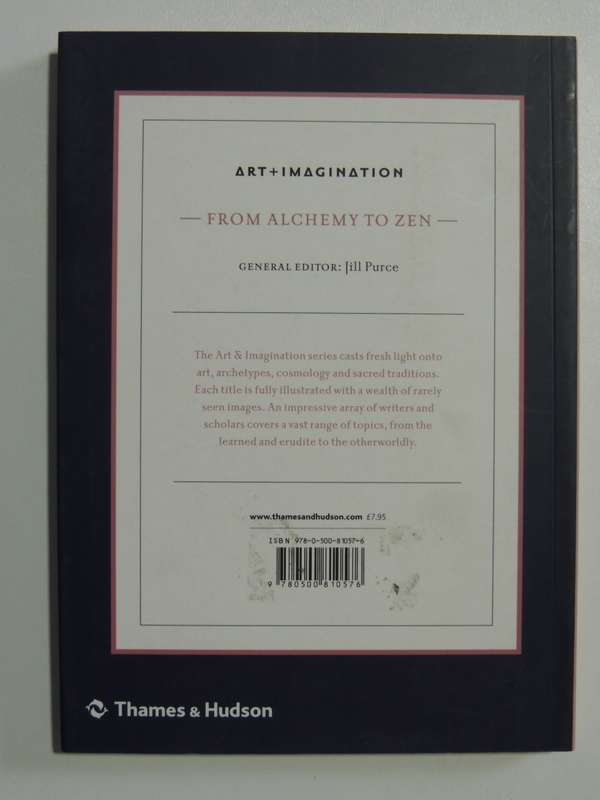 ART+IMAGINATION
— FROM ALCHEMY TO ZEN —
GENERAL EDITOR: Jill Purce
The Art & Imagination series casts fresh light onto
art, archetypes, cosmology and sacred traditions.
Each title is fully illustrated with a wealth of rarely
seen images. An impressive array of writers and
scholars covers a vast range of topics, from the
learned and erudite to the otherworldly.
www.thamesandhudson.com £7.95
ISBN 978-0-500-81057-6
9 780500 810576
Thames & Hudson